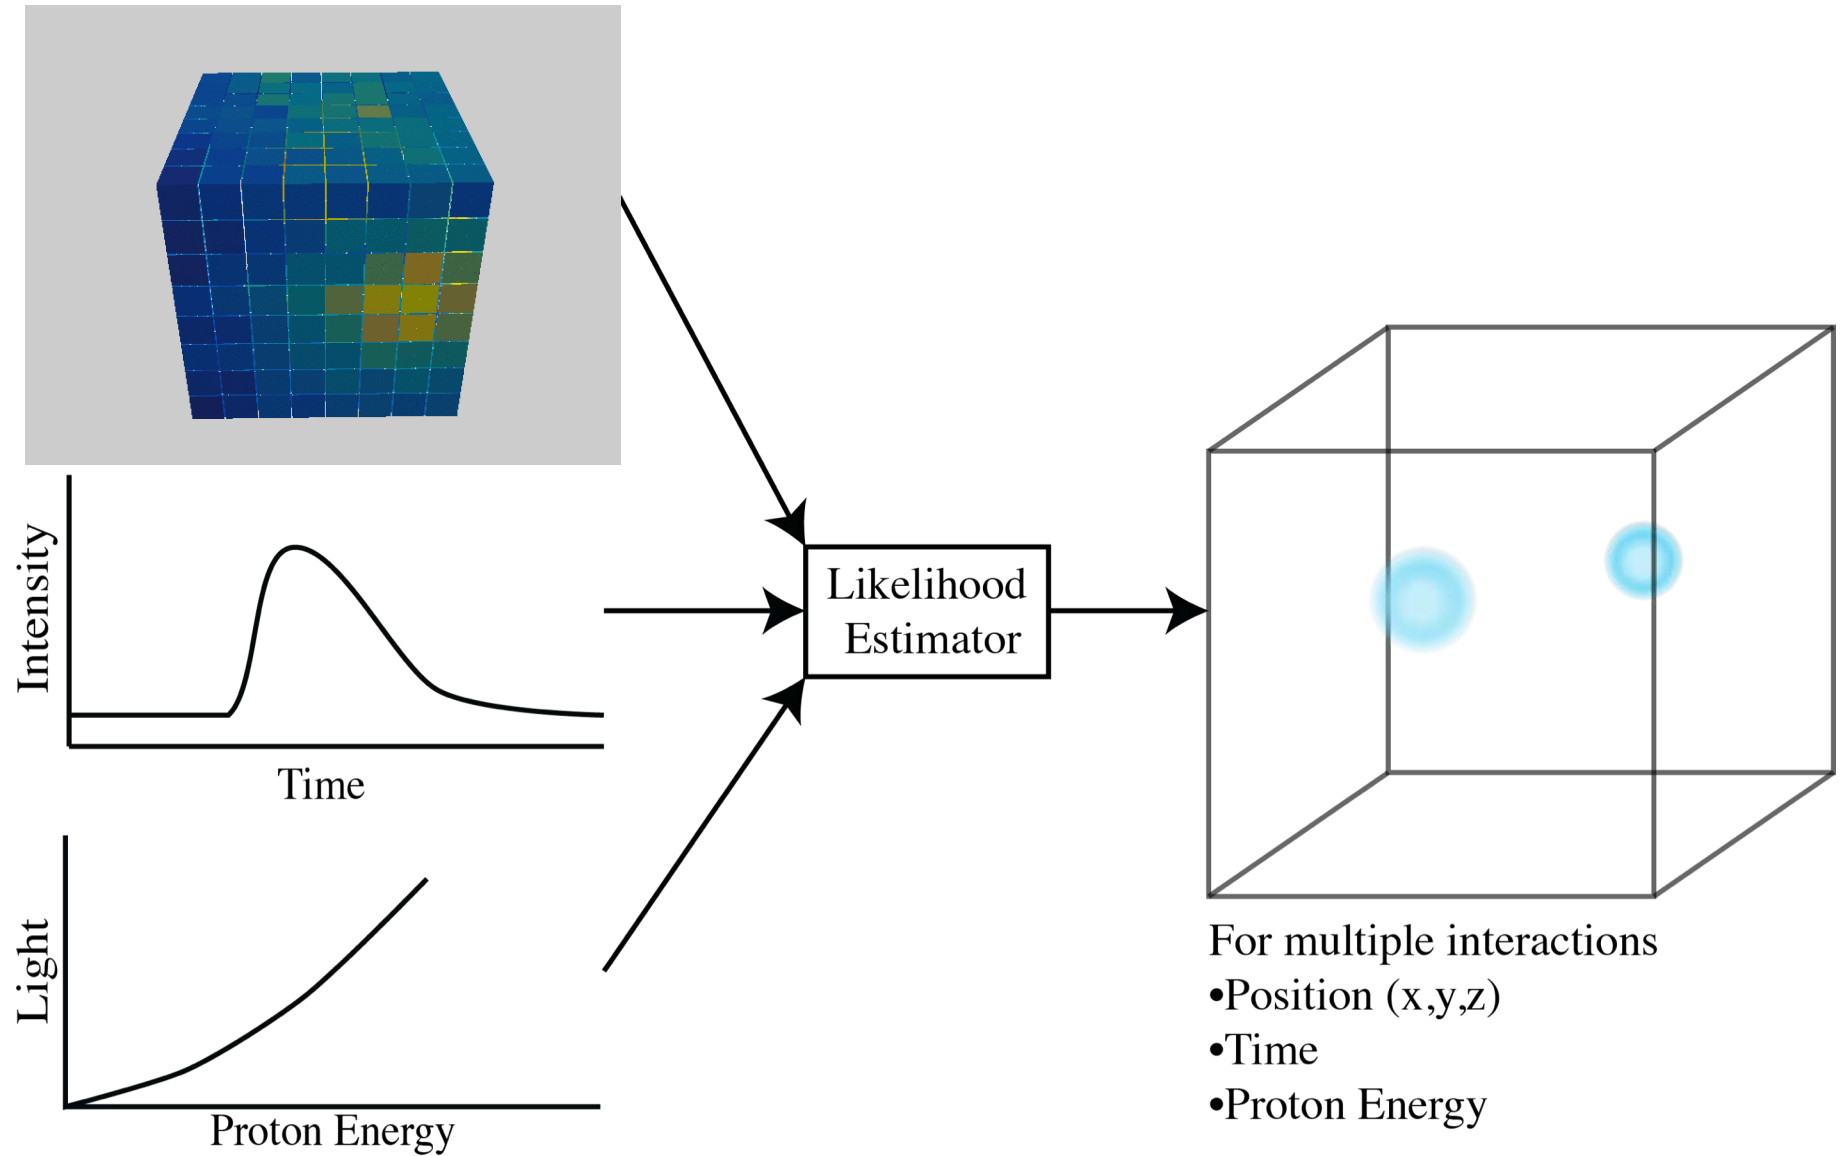 Intensity
Time
Light
Proton Energy
Likelihood
Estimator
For multiple interactions
•Position (x,y,z)
•Time
•Proton Energy